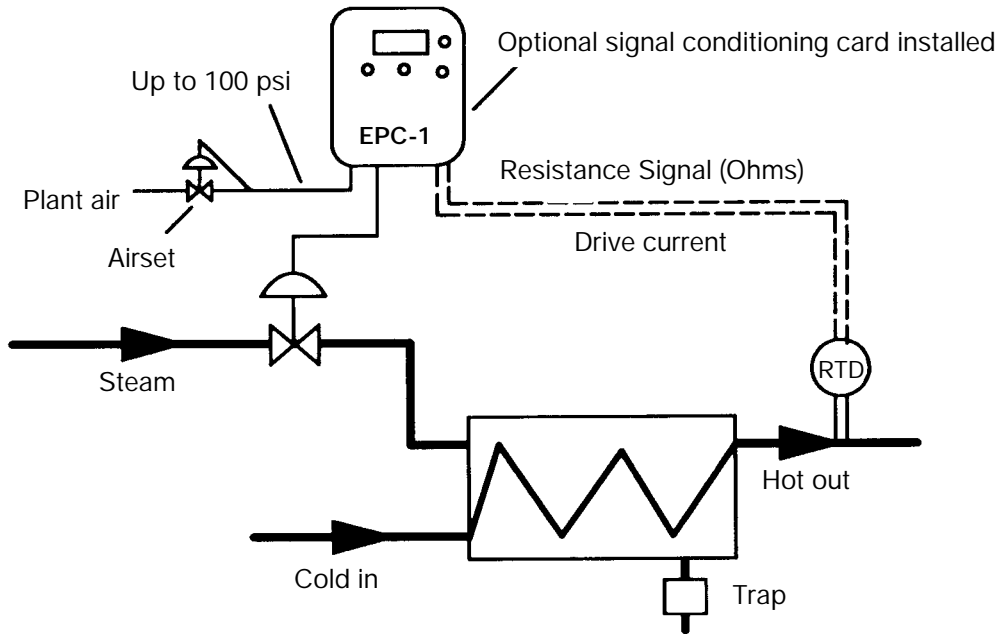 Optional signal conditioning card installed
Up to 100 psi
EPC-1
Resistance Signal (Ohms)
Plant air
Airset
Drive current
Steam
RTD
Hot out
Cold in
Trap